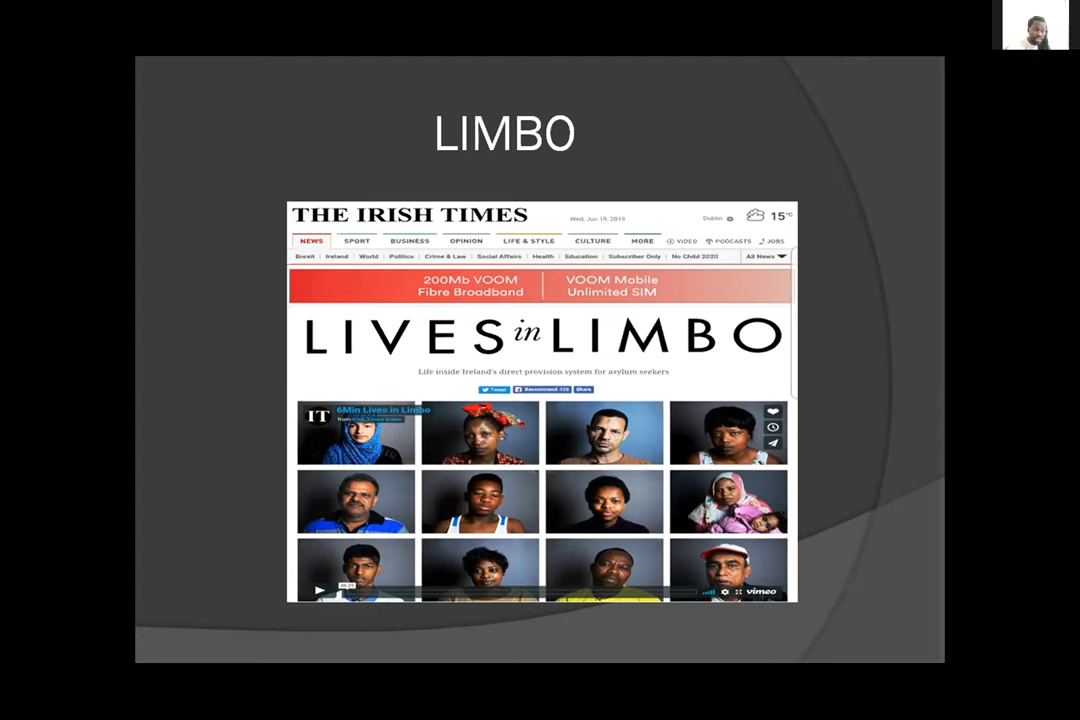 LIMBO
THE IRISH TIMES
Wed, Jun 19, 2019
Dublin
15°C
NEWS SPORT BUSINESS OPINION LIFE & STYLE CULTURE MORE VIDEO PODCASTS JOBS
Brexit Ireland World Politics Crime & Law Social Affairs Health Education Subscriber Only No Child 2020 All News
200Mb VOOM
Fibre Broadband
VOOM Mobile
Unlimited SIM
LIVES in LIMBO
Life inside Ireland's direct provision system for asylum seekers
Tweet Recommend Share
IT
6Min Lives in Limbo
from Irish Times Video
vimeo